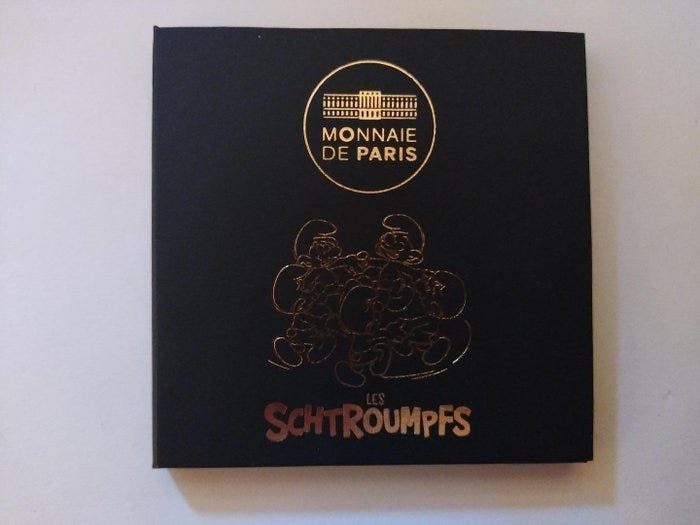 MONNAIE
DE PARIS
LES
SCHTROUMPFS